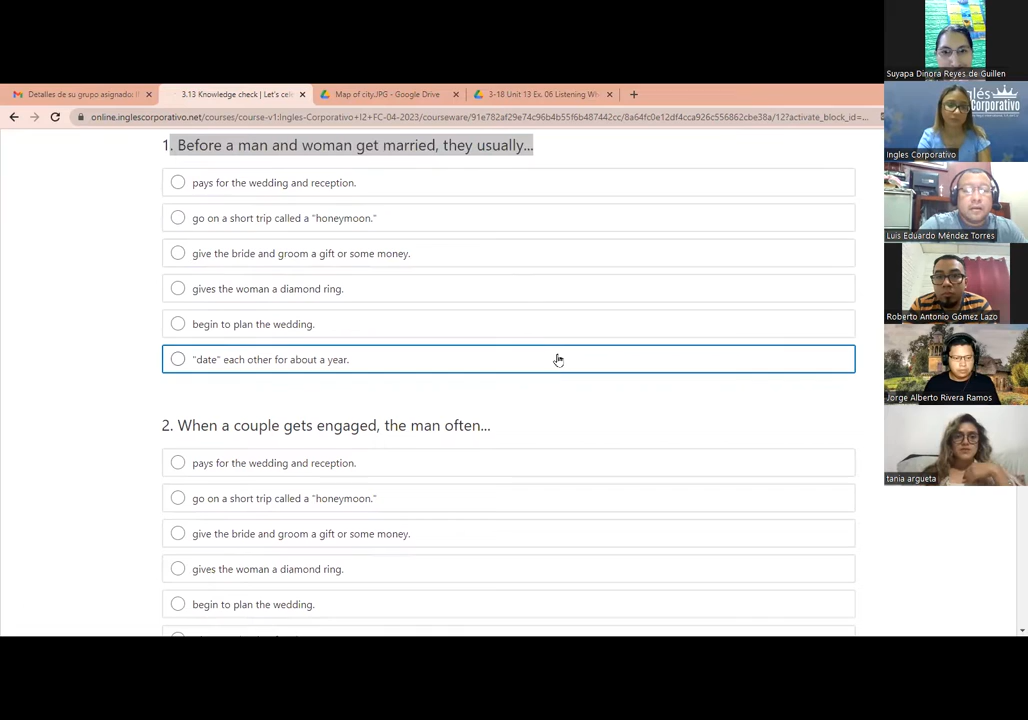 Suyapa Dinora Reyes de Guillen
Detalles de su grupo asignado: I
3.13 Knowledge check | Let's cel
Map of city.JPG - Google Drive
3-18 Unit 13 Ex. 06 Listening W
online.inglescorporativo.net/courses/course-v1:Ingles-Corporativo+I2+FC-04-2023/courseware/91e782af29e74c96b4b55f6b487442cc/8a64fc0e12df4cca926c556862cbe38a/12?activate_block_id=...
1. Before a man and woman get married, they usually...
pays for the wedding and reception.
go on a short trip called a "honeymoon."
give the bride and groom a gift or some money.
gives the woman a diamond ring.
begin to plan the wedding.
"date" each other for about a year.
2. When a couple gets engaged, the man often...
pays for the wedding and reception.
go on a short trip called a "honeymoon."
give the bride and groom a gift or some money.
gives the woman a diamond ring.
begin to plan the wedding.
Corporativo
Ingles Corporativo
Luis Eduardo Méndez Torres
Roberto Antonio Gómez Lazo
Jorge Alberto Rivera Ramos
tania argueta